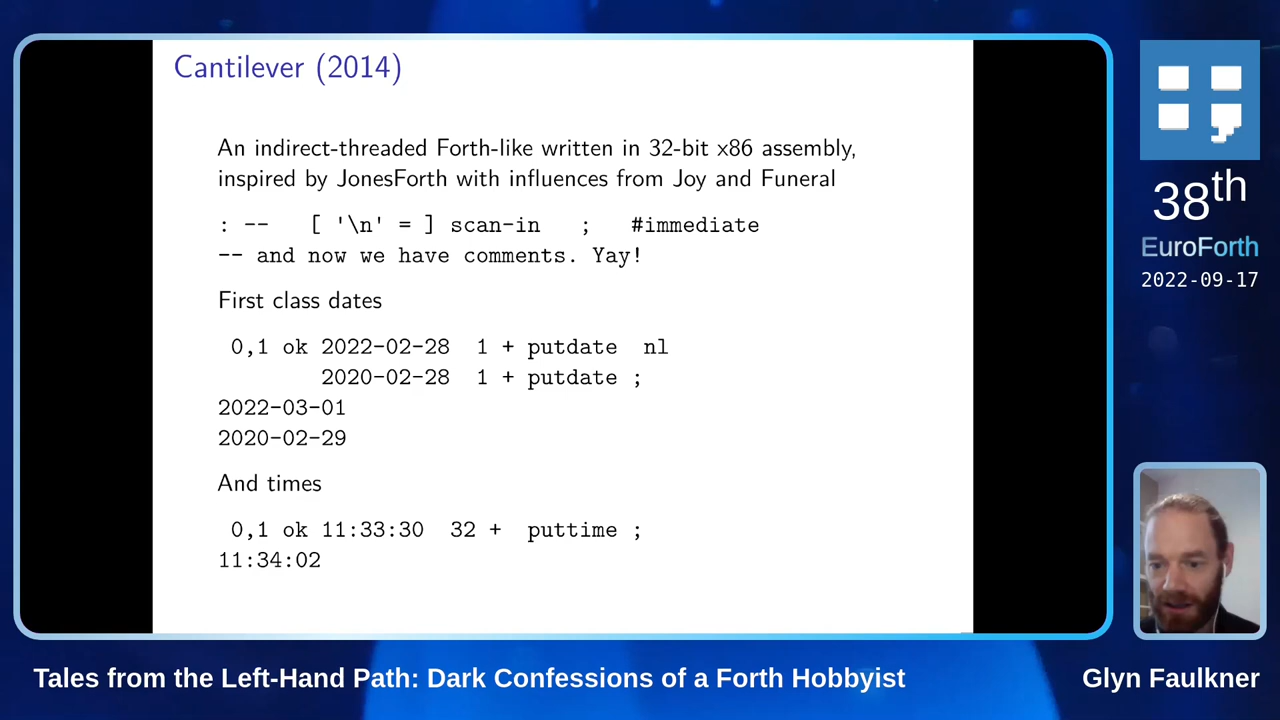 Cantilever (2014)
An indirect-threaded Forth-like written in 32-bit x86 assembly,
inspired by JonesForth with influences from Joy and Funeral
: -- [ '\n' = ] scan-in ; #immediate
-- and now we have comments. Yay!
First class dates
0,1 ok 2022-02-28 1 + putdate nl
2020-02-28 1 + putdate ;
2022-03-01
2020-02-29
And times
0,1 ok 11:33:30 32 + puttime ;
11:34:02
38th
EuroForth
2022-09-17
Tales from the Left-Hand Path: Dark Confessions of a Forth Hobbyist
Glyn Faulkner